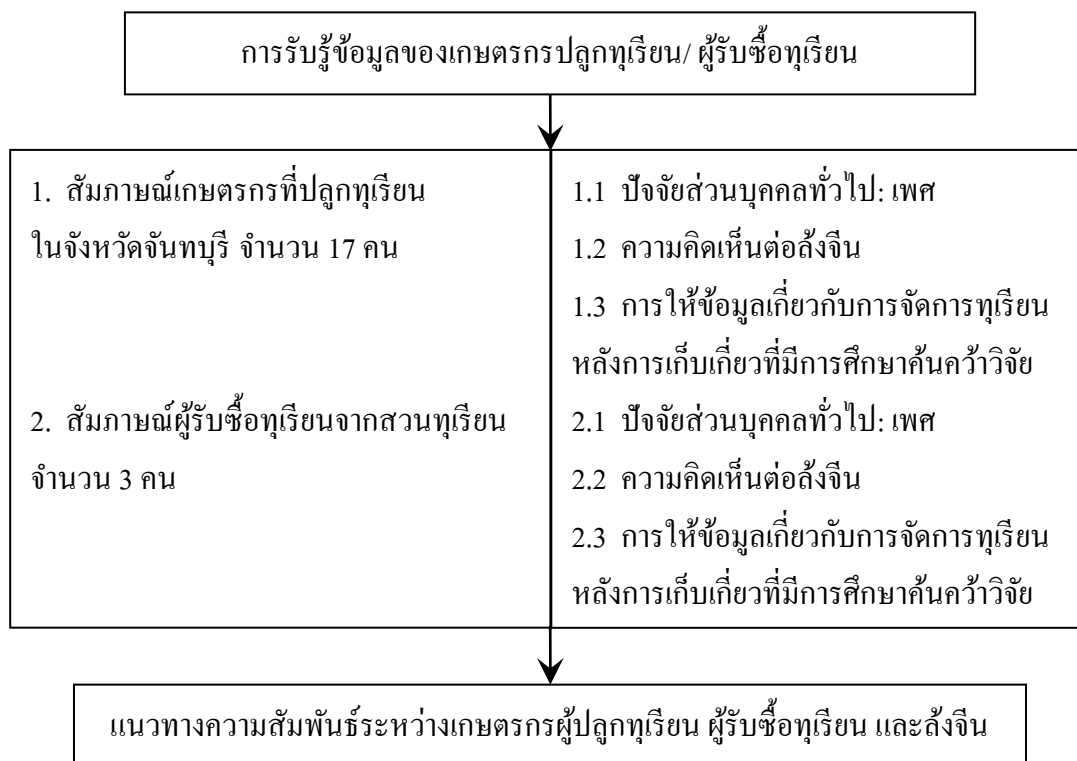 การรับรู้ข้อมูลของเกษตรกรปลูกทุเรียน/ ผู้รับซื้อทุเรียน
1. สัมภาษณ์เกษตรกรที่ปลูกทุเรียน
ในจังหวัดจันทบุรี จำนวน 17 คน
2. สัมภาษณ์ผู้รับซื้อทุเรียนจากสวนทุเรียน
จำนวน 3 คน
1.1 ปัจจัยส่วนบุคคลทั่วไป: เพศ
1.2 ความคิดเห็นต่อล้งจีน
1.3 การให้ข้อมูลเกี่ยวกับการจัดการทุเรียน
หลังการเก็บเกี่ยวที่มีการศึกษาค้นคว้าวิจัย
2.1 ปัจจัยส่วนบุคคลทั่วไป: เพศ
2.2 ความคิดเห็นต่อล้งจีน
2.3 การให้ข้อมูลเกี่ยวกับการจัดการทุเรียน
หลังการเก็บเกี่ยวที่มีการศึกษาค้นคว้าวิจัย
แนวทางความสัมพันธ์ระหว่างเกษตรกรผู้ปลูกทุเรียน ผู้รับซื้อทุเรียน และล้งจีน